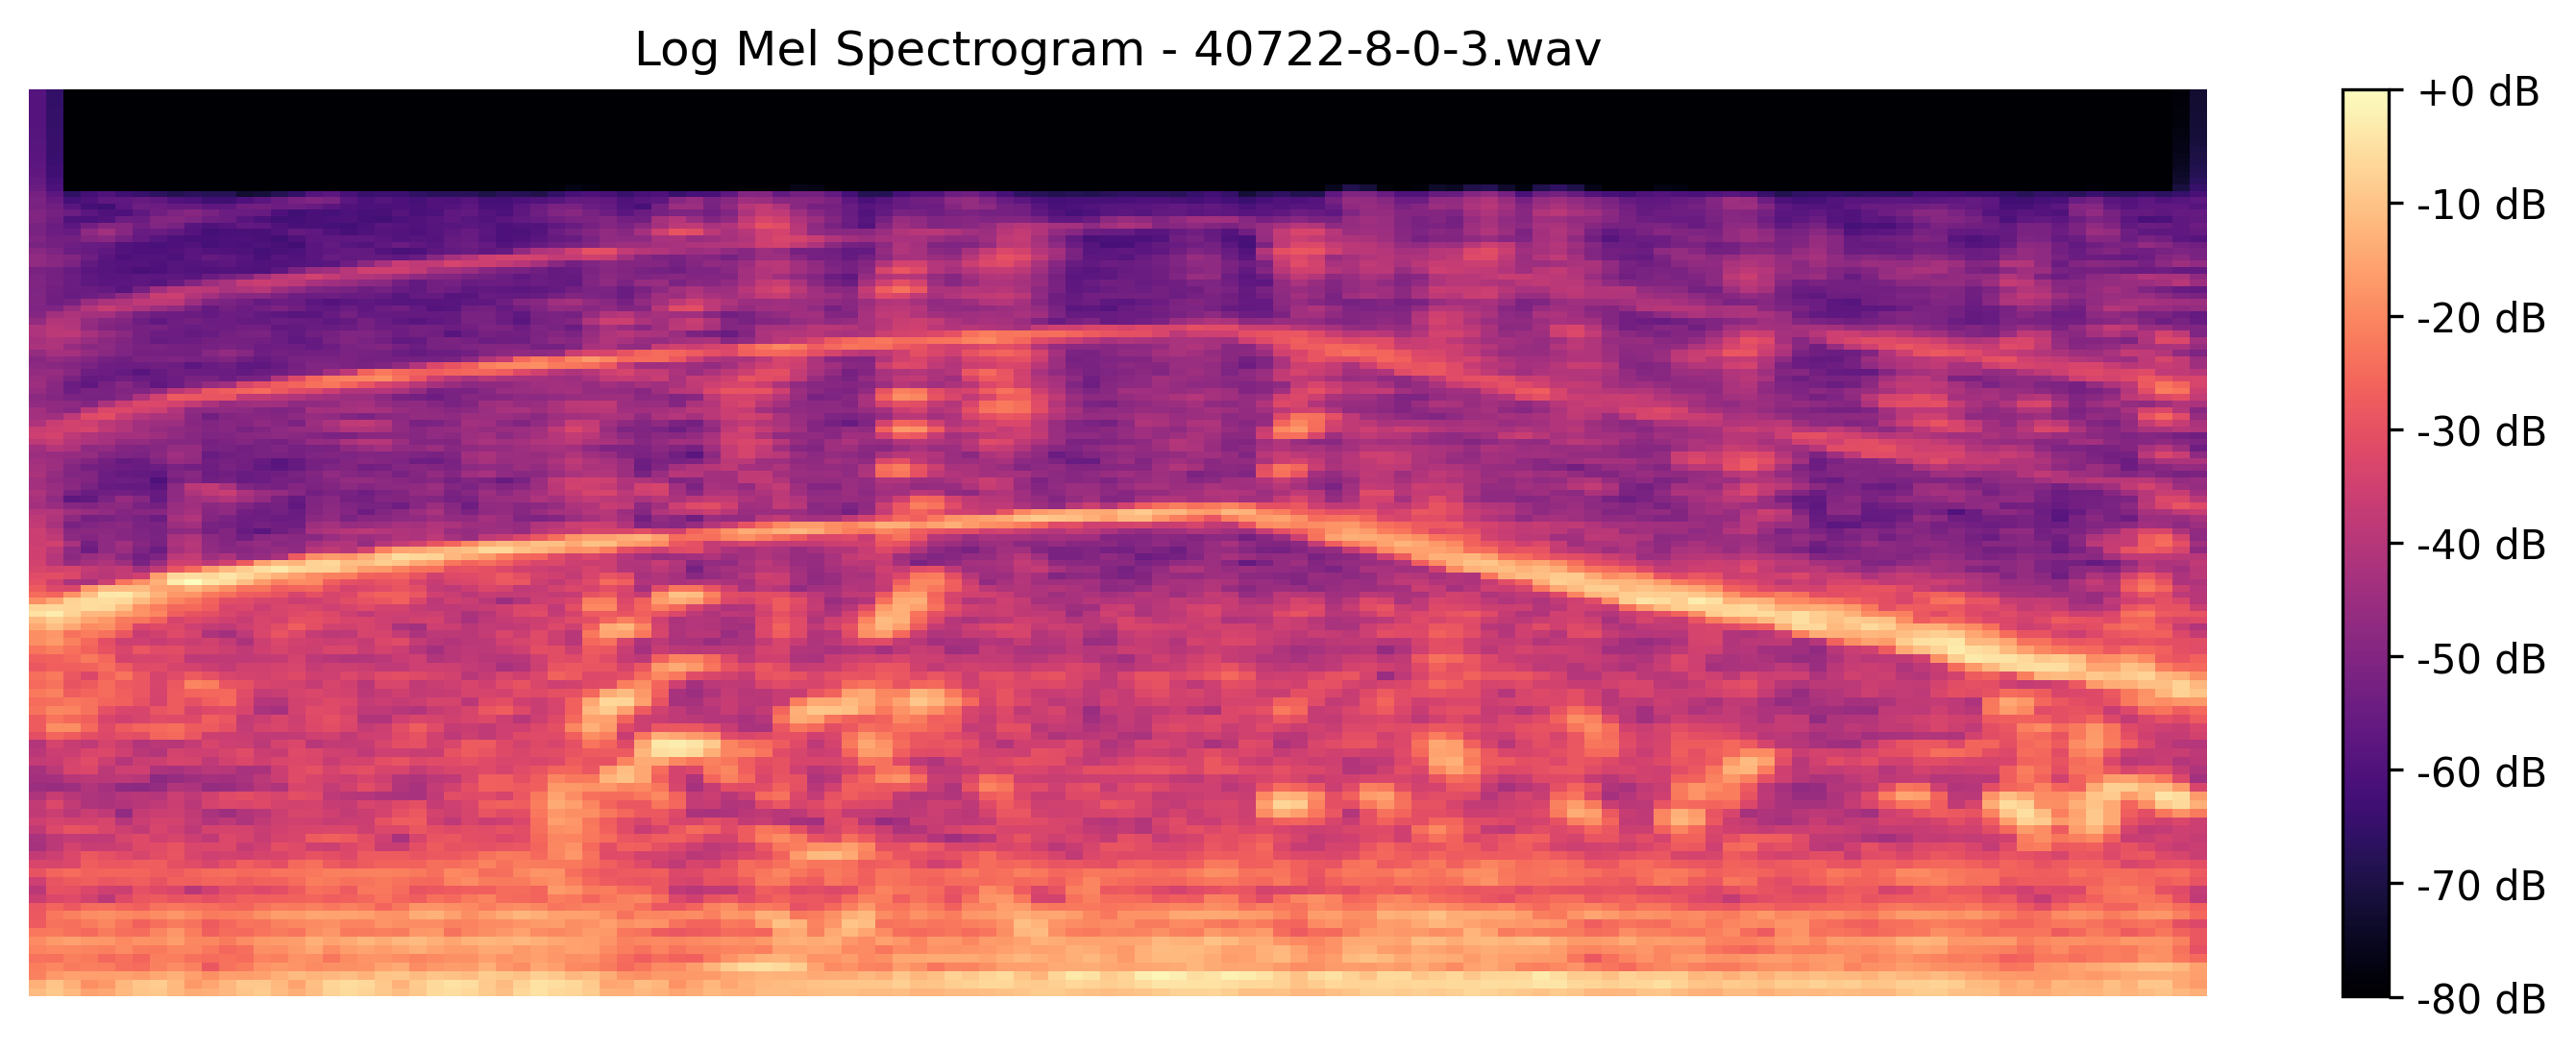 Log Mel Spectrogram - 40722-8-0-3.wav
+0 dB
-10 dB
-20 dB
-30 dB
-40 dB
-50 dB
-60 dB
-70 dB
-80 dB